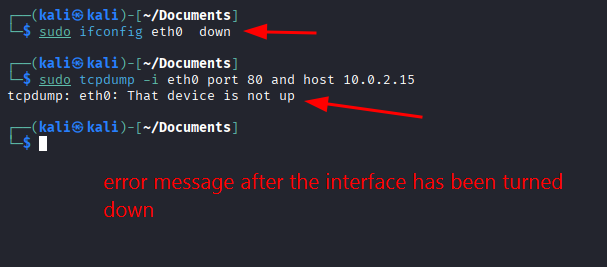 ┌──(kali㉿kali)-[~/Documents]
└─$ sudo ifconfig eth0  down
┌──(kali㉿kali)-[~/Documents]
└─$ sudo tcpdump -i eth0 port 80 and host 10.0.2.15
tcpdump: eth0: That device is not up
┌──(kali㉿kali)-[~/Documents]
└─$
error message after the interface has been turned
down